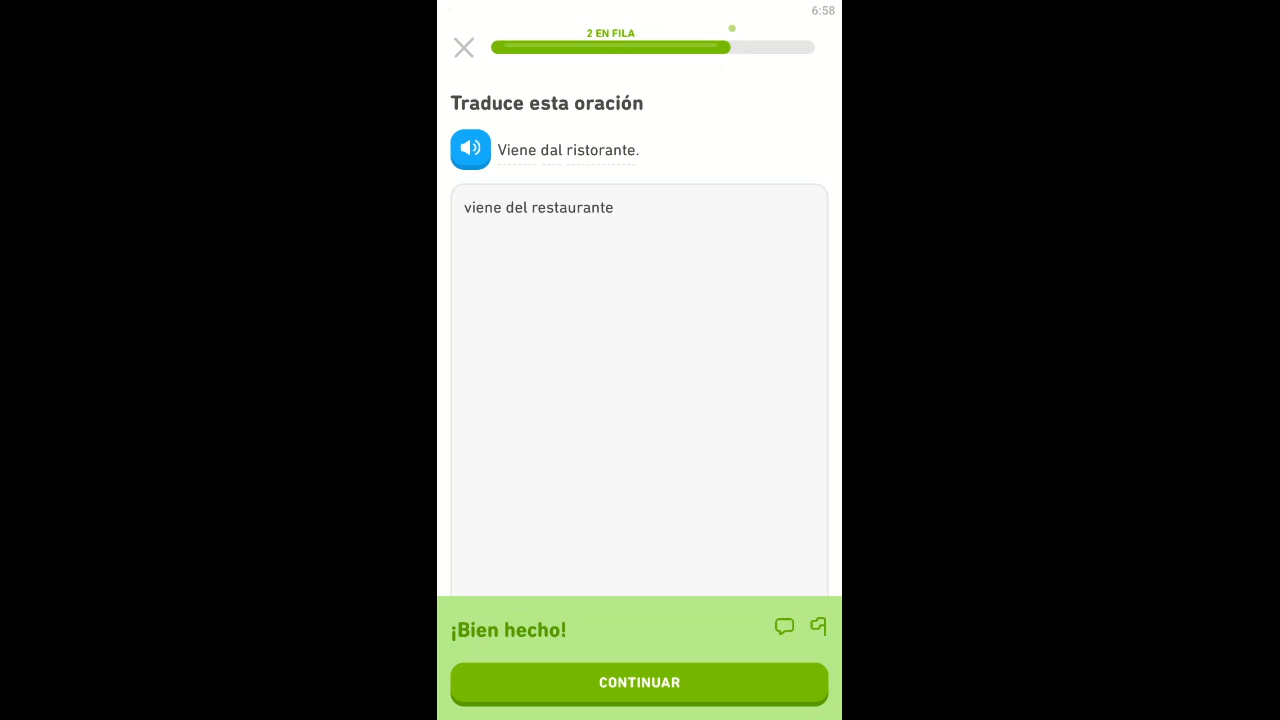 6:58
2 EN FILA
Traduce esta oración
Viene dal ristorante.
viene del restaurante
¡Bien hecho!
CONTINUAR